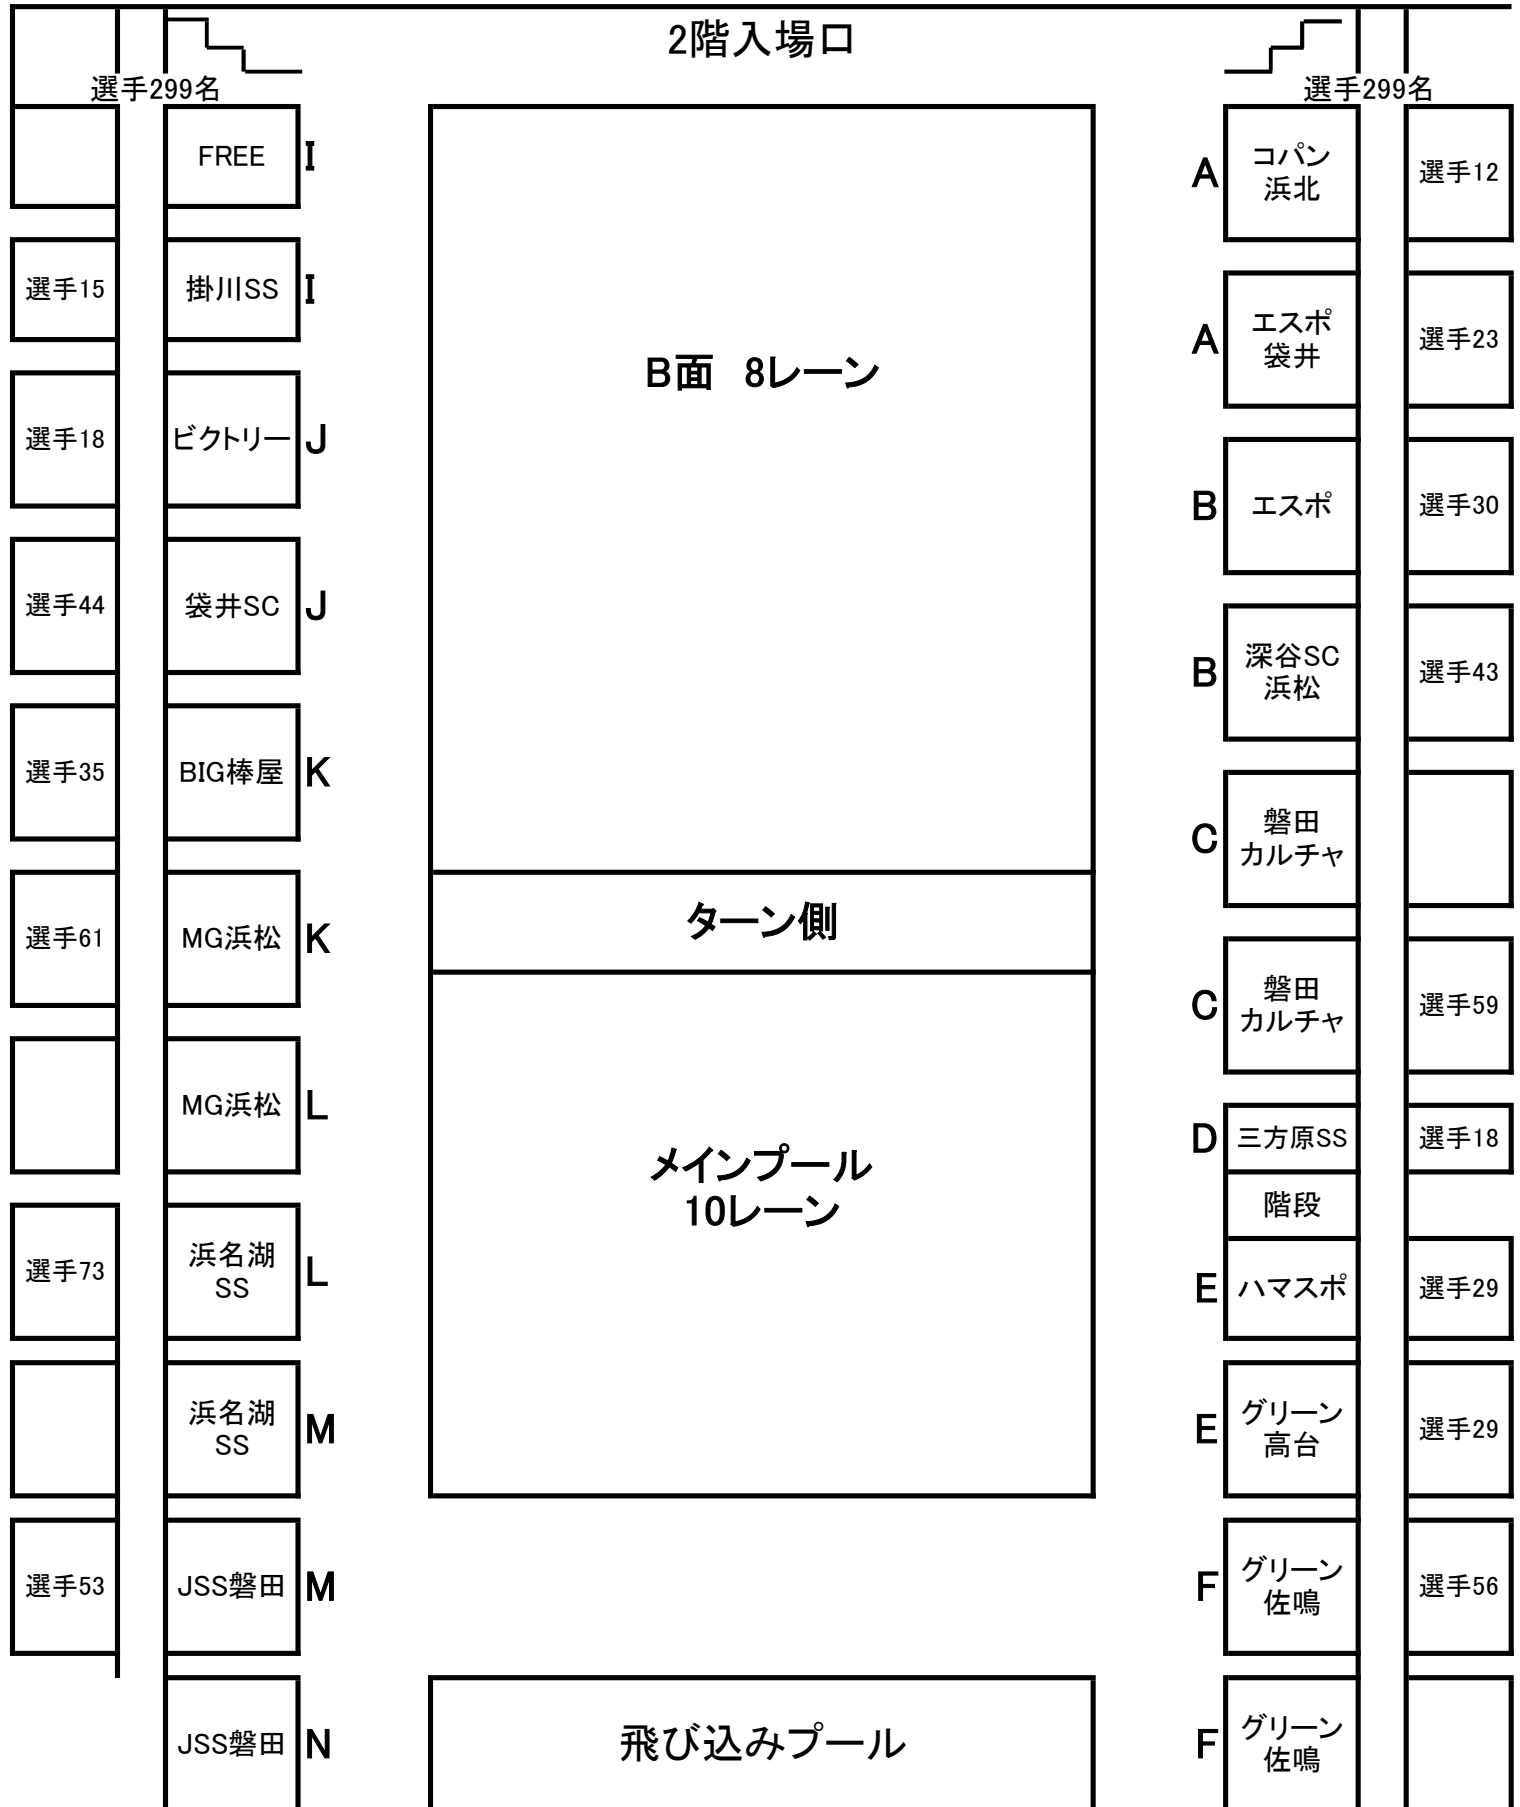 2階入場口
選手299名
選手299名
FREE
I
A
コパン
浜北
選手12
選手15
掛川SS
I
A
エスポ
袋井
選手23
B面 8レーン
選手18
ビクトリー
J
B
エスポ
選手30
選手44
袋井SC
J
B
深谷SC
浜松
選手43
選手35
BIG棒屋
K
C
磐田
カルチャ
ターン側
選手61
MG浜松
K
C
磐田
カルチャ
選手59
MG浜松
L
D
三方原SS
選手18
メインプール
10レーン
階段
選手73
浜名湖
SS
L
E
ハマスポ
選手29
浜名湖
SS
M
E
グリーン
高台
選手29
選手53
JSS磐田
M
F
グリーン
佐鳴
選手56
JSS磐田
N
飛び込みプール
F
グリーン
佐鳴